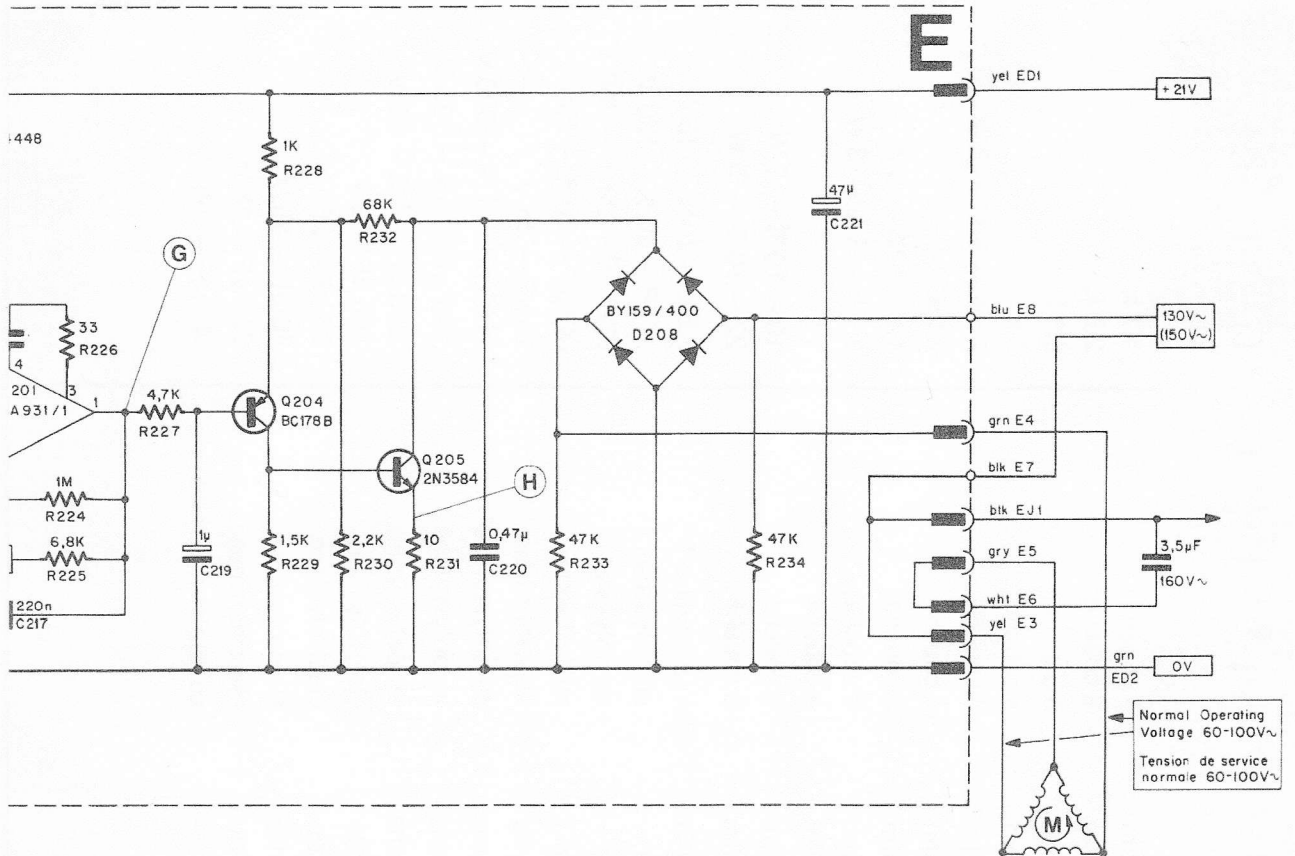 E
yel ED1
+21V
448
1K
R228
68K
R232
47µ
C221
G
33
R226
BY159/400
D208
blu E8
130V~
(150V~)
4
201
3
A931/1
1
4,7K
R227
Q204
BC178B
grn E4
Q205
2N3584
H
blk E7
1M
R224
blk EJ1
6,8K
R225
1µ
C219
1,5K
R229
2,2K
R230
10
R231
0,47µ
C220
47K
R233
47K
R234
gry E5
3,5µF
160V~
wht E6
220n
C217
yel E3
grn
ED2
0V
Normal Operating
Voltage 60-100V~
Tension de service
normale 60-100V~
M